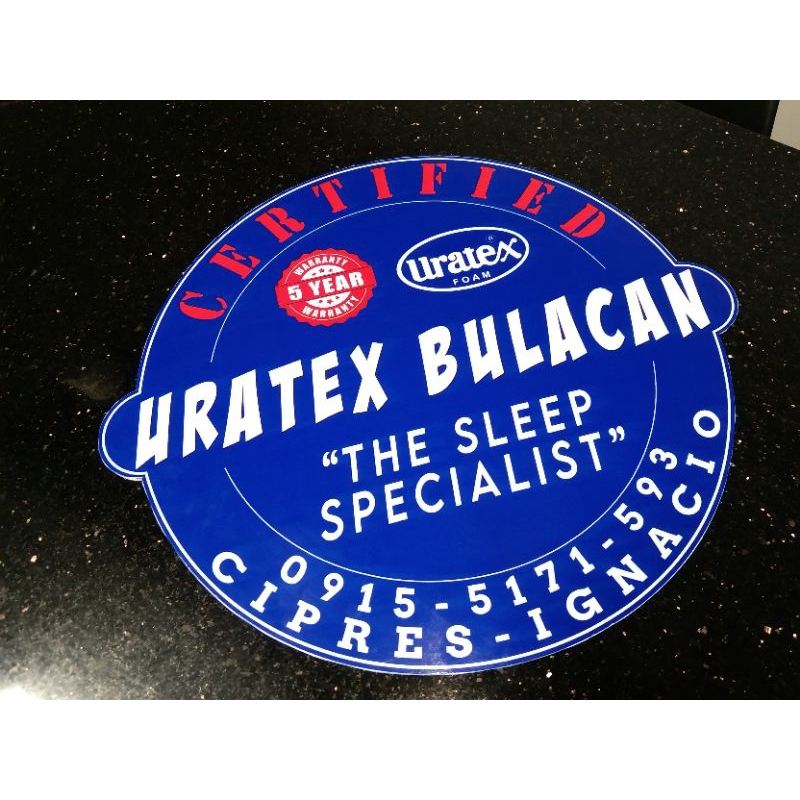 CERTIFIED
WARRANTY
5 YEAR
WARRANTY
Uratex®
FOAM
URATEX BULACAN
"THE SLEEP
SPECIALIST"
0915-5171-593
CIPRES-IGNACIO